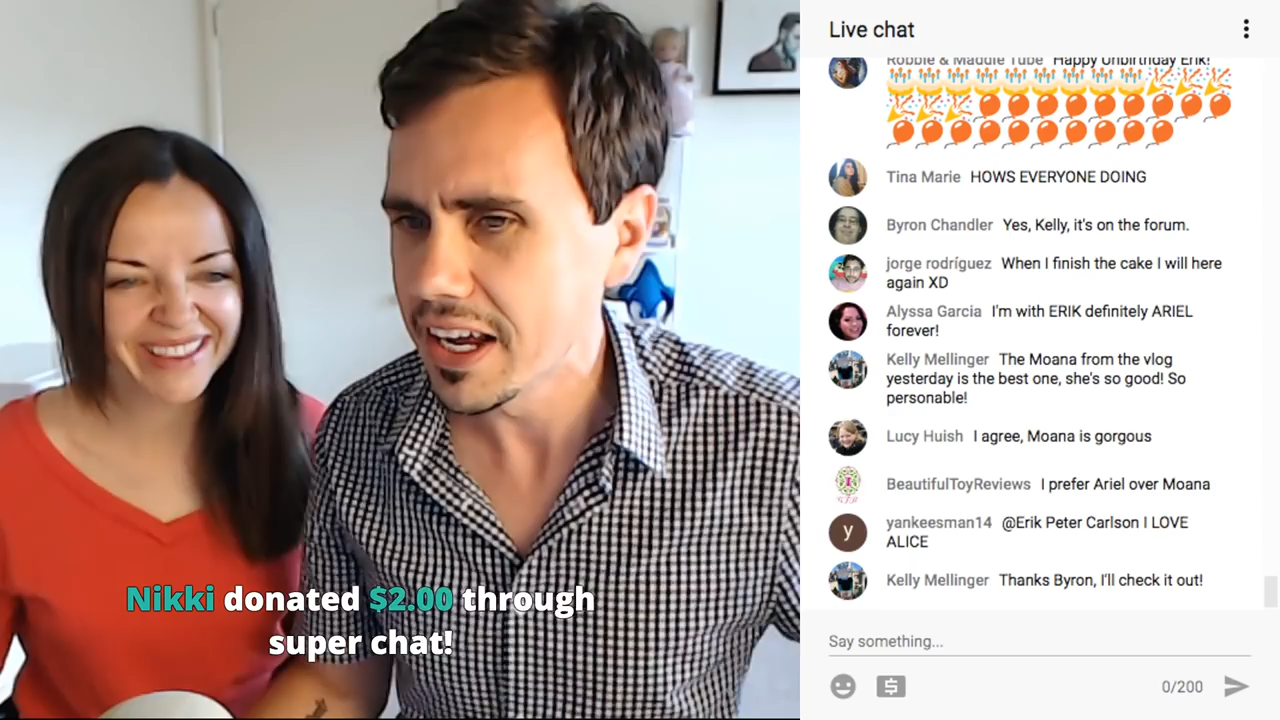 Live chat
Robbie & Maddie Tube Happy Unbirthday Erik!
Tina Marie HOWS EVERYONE DOING
Byron Chandler Yes, Kelly, it's on the forum.
jorge rodríguez When I finish the cake I will here
again XD
Alyssa Garcia I'm with ERIK definitely ARIEL
forever!
Kelly Mellinger The Moana from the vlog
yesterday is the best one, she's so good! So
personable!
Lucy Huish I agree, Moana is gorgous
BeautifulToyReviews I prefer Ariel over Moana
y
yankeesman14 @Erik Peter Carlson I LOVE
ALICE
Kelly Mellinger Thanks Byron, I'll check it out!
Say something...
0/200
Nikki donated $2.00 through
super chat!